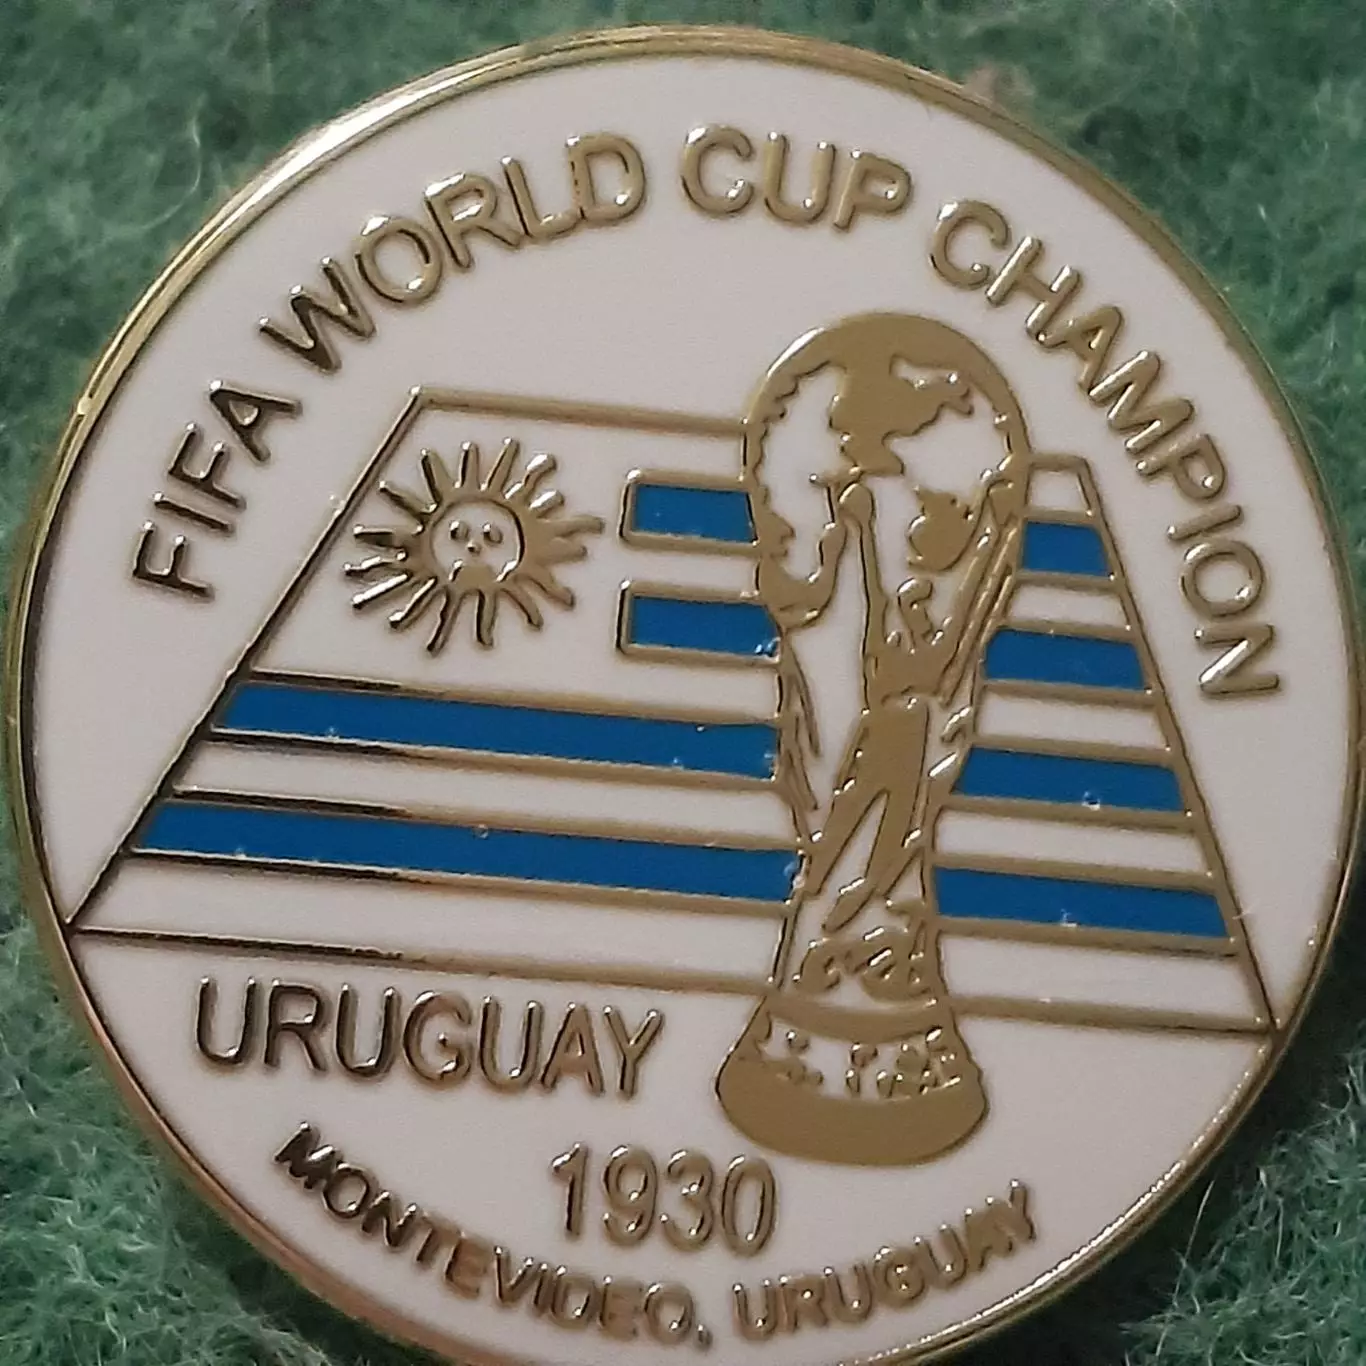 FIFA WORLD CUP CHAMPION
URUGUAY
1930
MONTEVIDEO, URUGUAY